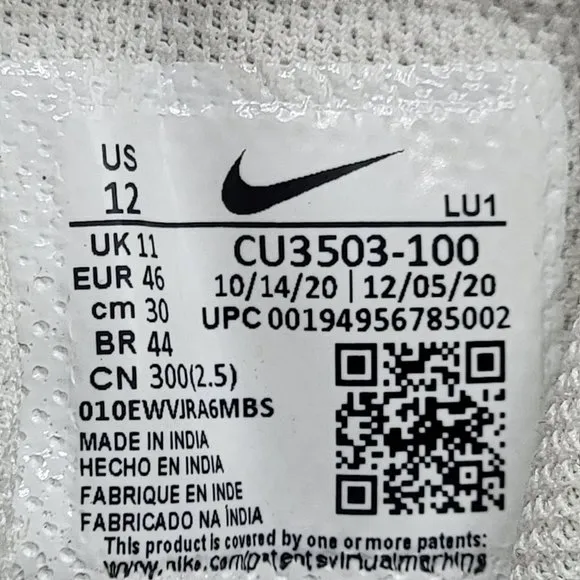 US
12
LU1
UK 11
EUR 46
cm 30
BR 44
CN 300(2.5)
CU3503-100
10/14/20 | 12/05/20
UPC 00194956785002
010EWVJRA6MBS
MADE IN INDIA
HECHO EN INDIA
FABRIQUE EN INDE
FABRICADO NA ÍNDIA
This product is covered by one or more patents: